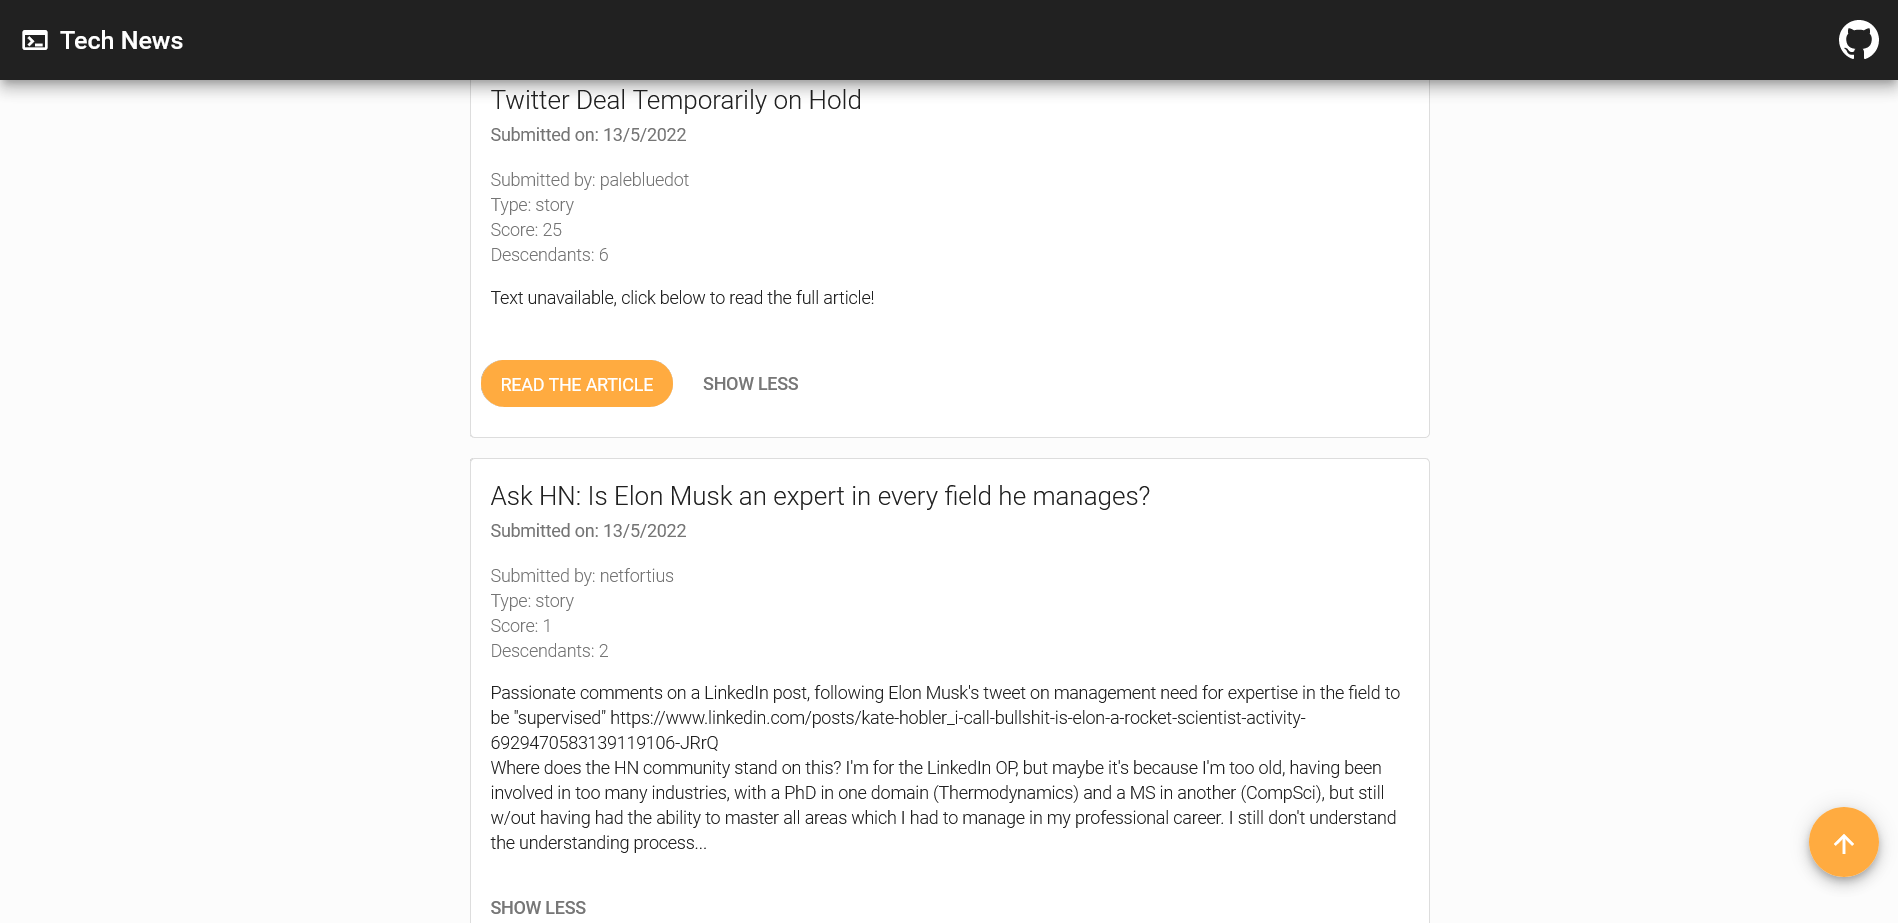 Tech News
Twitter Deal Temporarily on Hold
Submitted on: 13/5/2022
Submitted by: palebluedot
Type: story
Score: 25
Descendants: 6
Text unavailable, click below to read the full article!
READ THE ARTICLE
SHOW LESS
Ask HN: Is Elon Musk an expert in every field he manages?
Submitted on: 13/5/2022
Submitted by: netfortius
Type: story
Score: 1
Descendants: 2
Passionate comments on a LinkedIn post, following Elon Musk's tweet on management need for expertise in the field to
be "supervised" https://www.linkedin.com/posts/kate-hobler_i-call-bullshit-is-elon-a-rocket-scientist-activity-
6929470583139119106-JRrQ
Where does the HN community stand on this? I'm for the LinkedIn OP, but maybe it's because I'm too old, having been
involved in too many industries, with a PhD in one domain (Thermodynamics) and a MS in another (CompSci), but still
w/out having had the ability to master all areas which I had to manage in my professional career. I still don't understand
the understanding process...
SHOW LESS